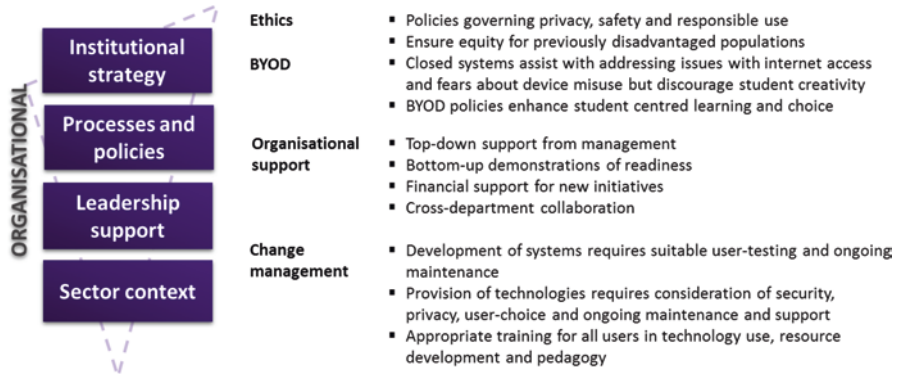 ORGANISATIONAL
Institutional
strategy
Processes and
policies
Leadership
support
Sector context
Ethics
▪ Policies governing privacy, safety and responsible use
▪ Ensure equity for previously disadvantaged populations
BYOD
▪ Closed systems assist with addressing issues with internet access
and fears about device misuse but discourage student creativity
▪ BYOD policies enhance student centred learning and choice
Organisational
support
▪ Top-down support from management
▪ Bottom-up demonstrations of readiness
▪ Financial support for new initiatives
▪ Cross-department collaboration
Change
management
▪ Development of systems requires suitable user-testing and ongoing
maintenance
▪ Provision of technologies requires consideration of security,
privacy, user-choice and ongoing maintenance and support
▪ Appropriate training for all users in technology use, resource
development and pedagogy